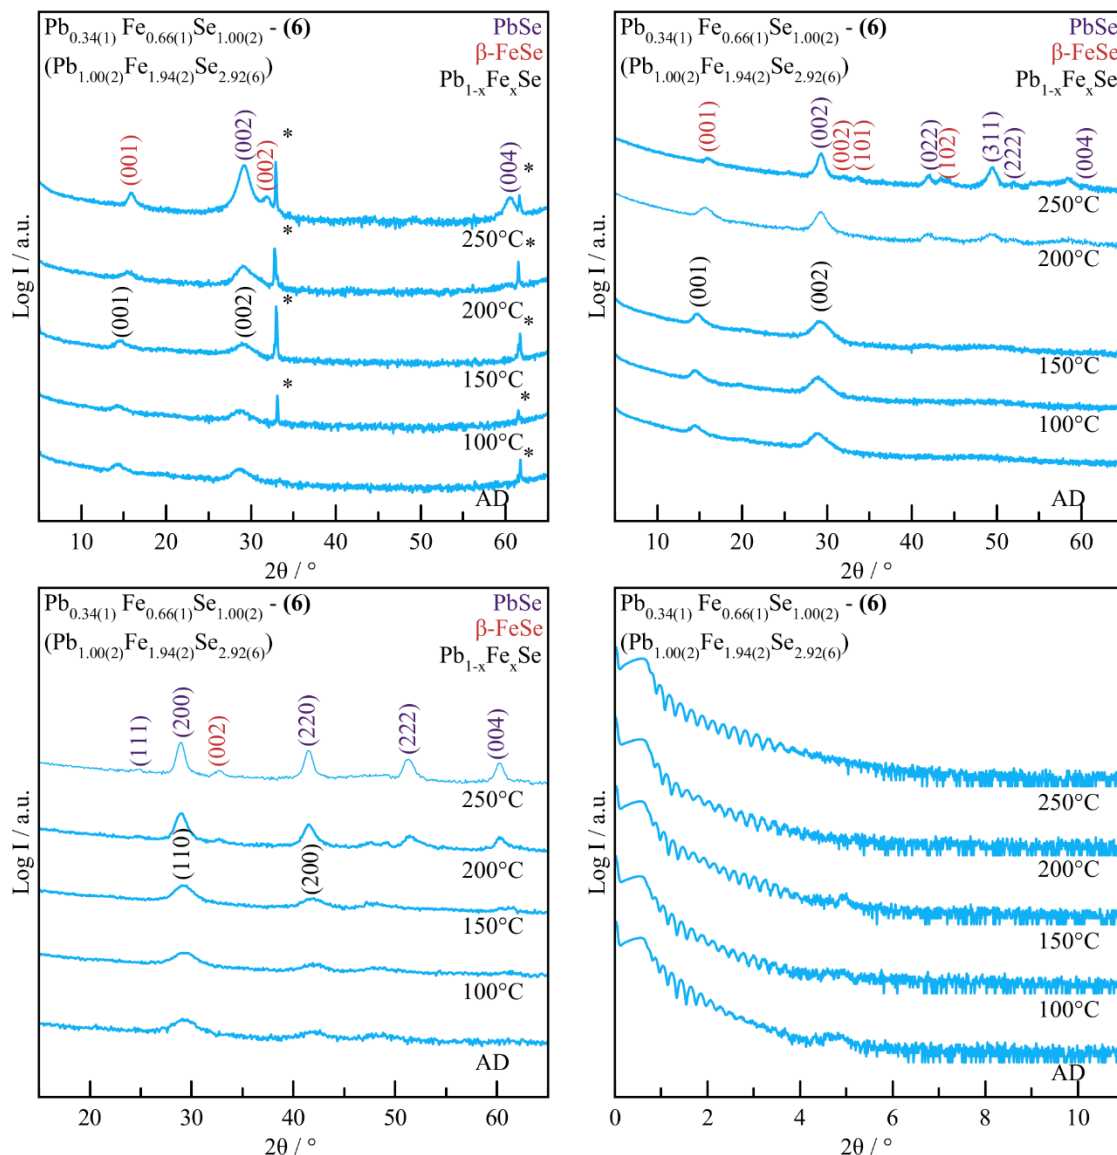 Pb0.34(1) Fe0.66(1)Se1.00(2) - (6)
PbSe
(Pb1.00(2)Fe1.94(2)Se2.92(6))
β-FeSe
Pb1-xFexSe
(001)
(002)
(002)
*
(004)
*
250°C
*
*
200°C
*
(001)
(002)
*
150°C
*
*
100°C
*
AD
Log I / a.u.
10 20 30 40 50 60
2θ / °
Pb0.34(1) Fe0.66(1)Se1.00(2) - (6)
PbSe
(Pb1.00(2)Fe1.94(2)Se2.92(6))
β-FeSe
Pb1-xFexSe
(001)
(002)
(002)
(101)
(022)
(102)
(311)
(222)
(004)
250°C
200°C
(001)
(002)
150°C
100°C
AD
Log I / a.u.
10 20 30 40 50 60
2θ / °
Pb0.34(1) Fe0.66(1)Se1.00(2) - (6)
PbSe
(Pb1.00(2)Fe1.94(2)Se2.92(6))
β-FeSe
Pb1-xFexSe
(111)
(200)
(002)
(220)
(222)
(004)
250°C
(110)
(200)
200°C
150°C
100°C
AD
Log I / a.u.
20 30 40 50 60
2θ / °
Pb0.34(1) Fe0.66(1)Se1.00(2) - (6)
(Pb1.00(2)Fe1.94(2)Se2.92(6))
250°C
200°C
150°C
100°C
AD
Log I / a.u.
0 2 4 6 8 10
2θ / °